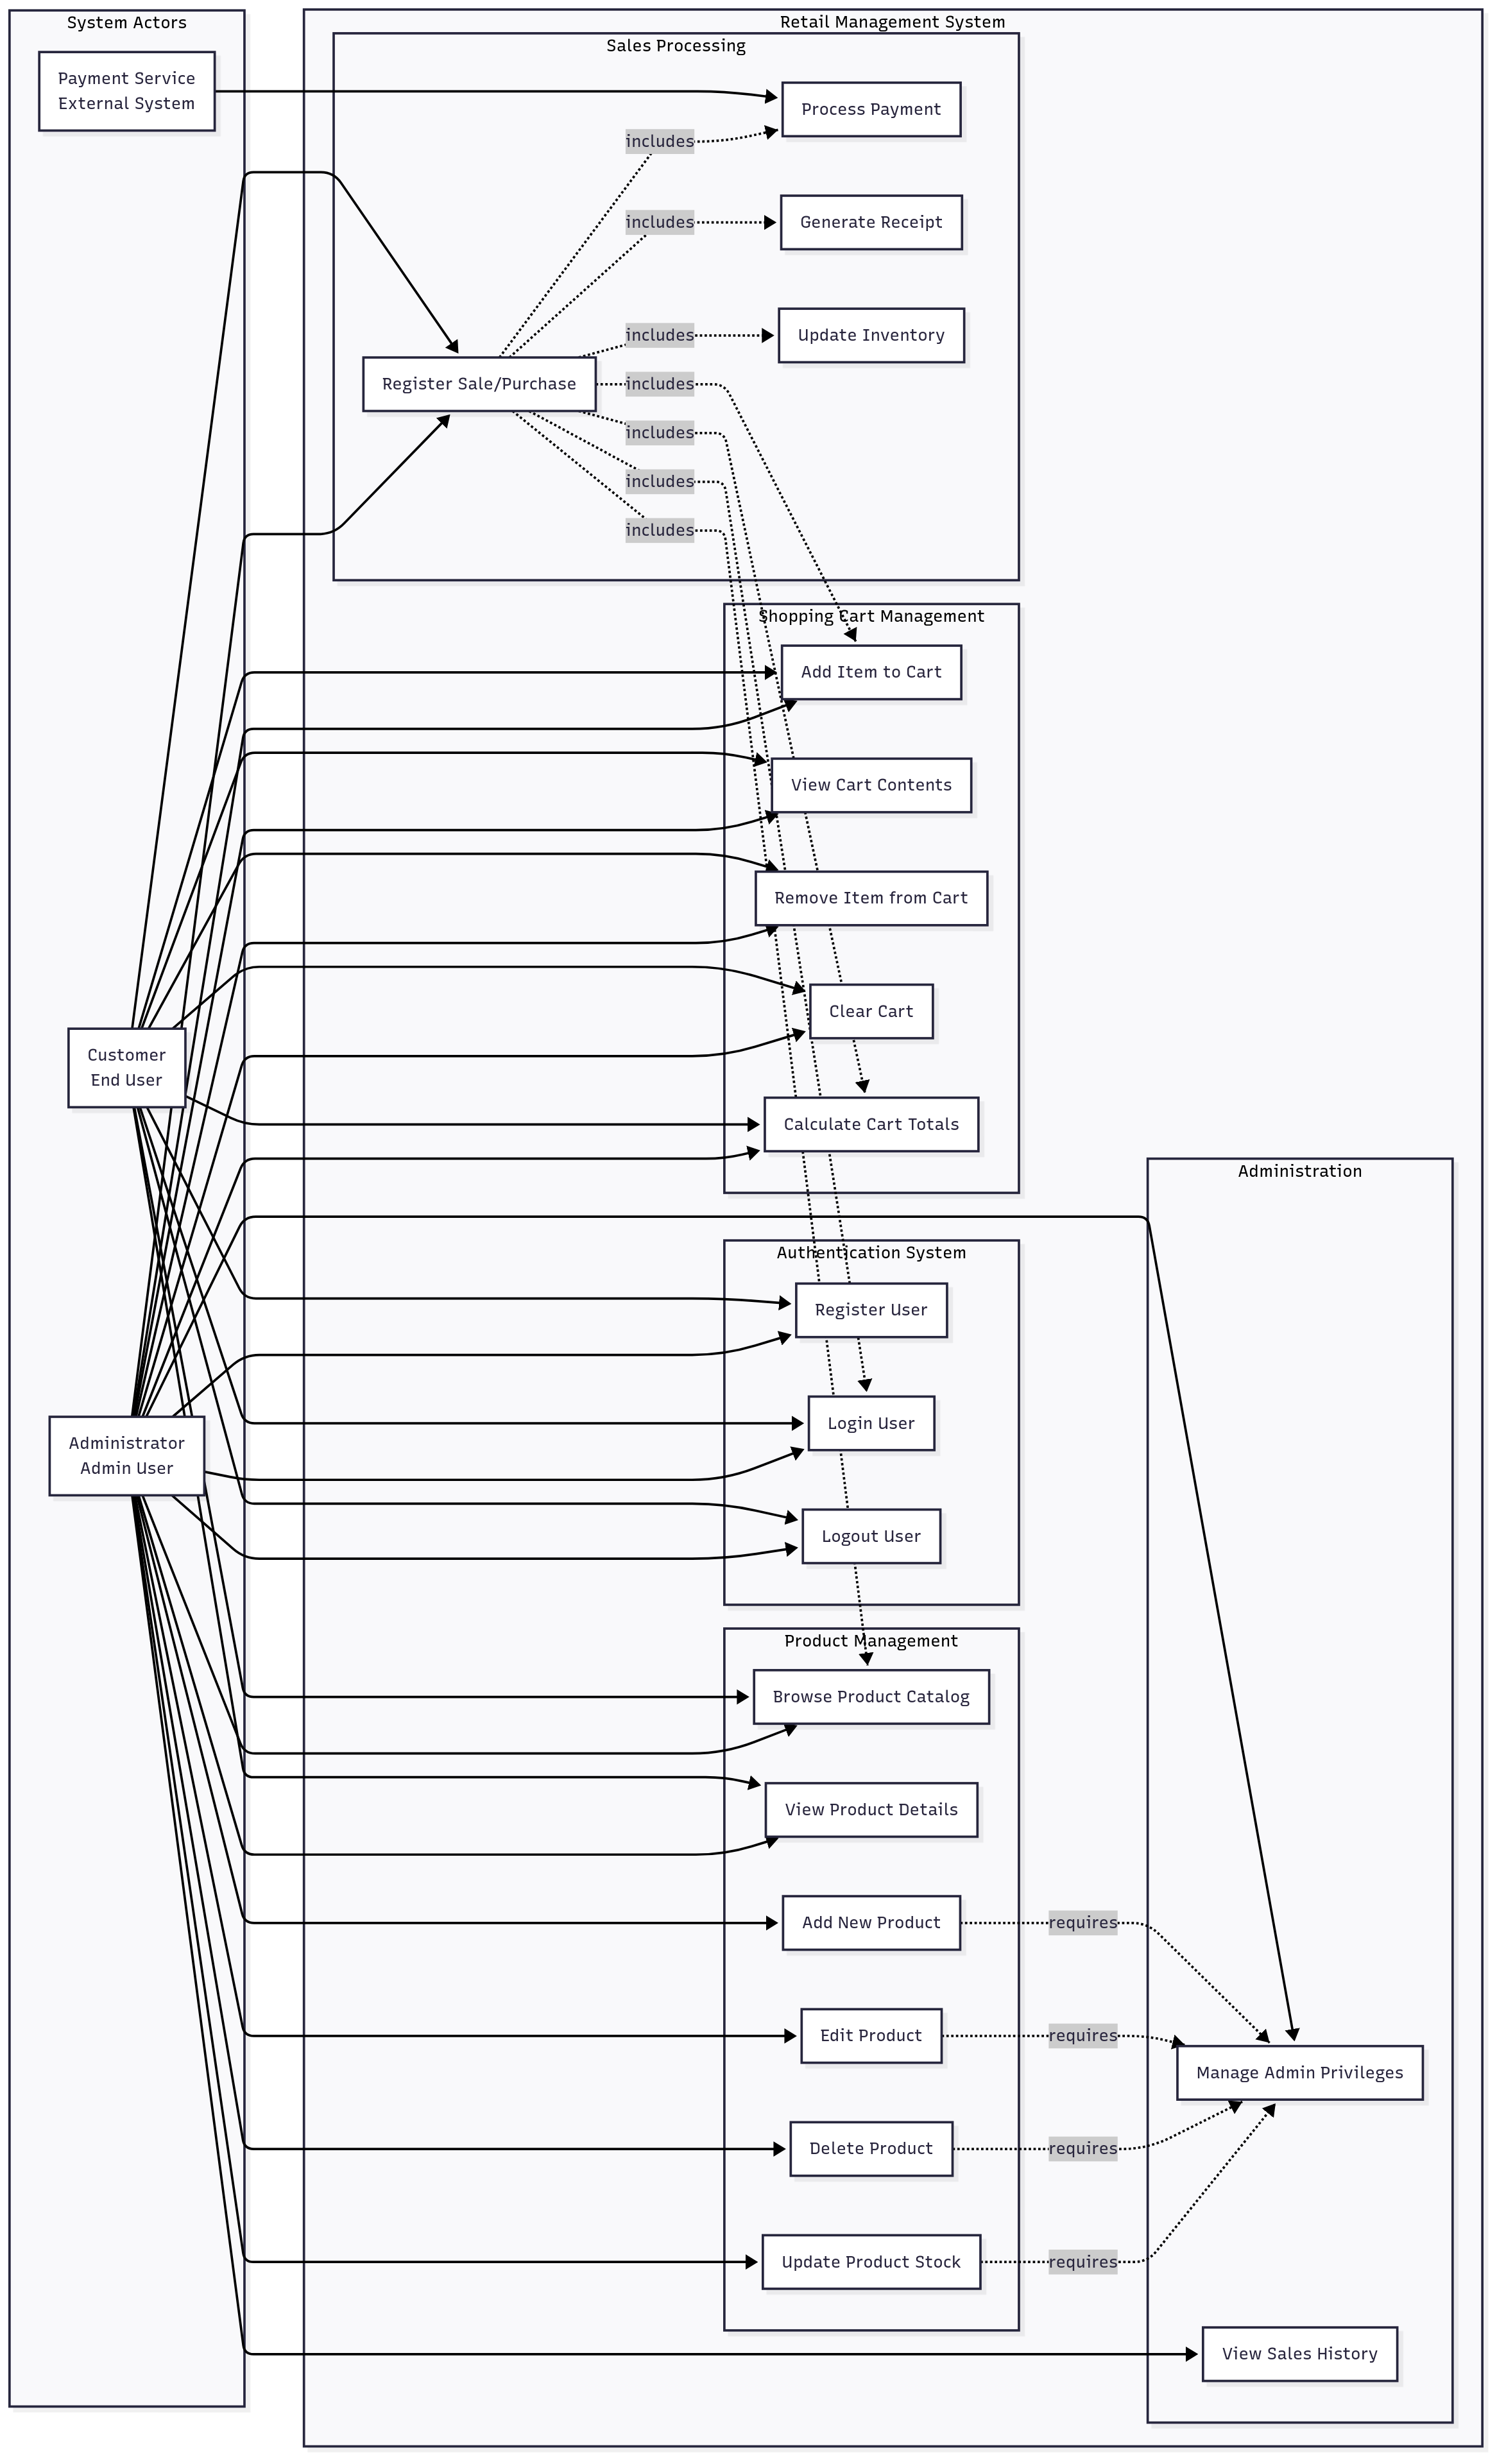 System Actors
Retail Management System
Sales Processing
Payment Service
External System
Process Payment
includes
includes
Generate Receipt
includes
Update Inventory
Register Sale/Purchase
includes
includes
includes
includes
Shopping Cart Management
Add Item to Cart
View Cart Contents
Remove Item from Cart
Clear Cart
Customer
End User
Calculate Cart Totals
Administration
Authentication System
Register User
Login User
Administrator
Admin User
Logout User
Product Management
Browse Product Catalog
View Product Details
Add New Product
requires
Edit Product
requires
Manage Admin Privileges
Delete Product
requires
Update Product Stock
requires
View Sales History